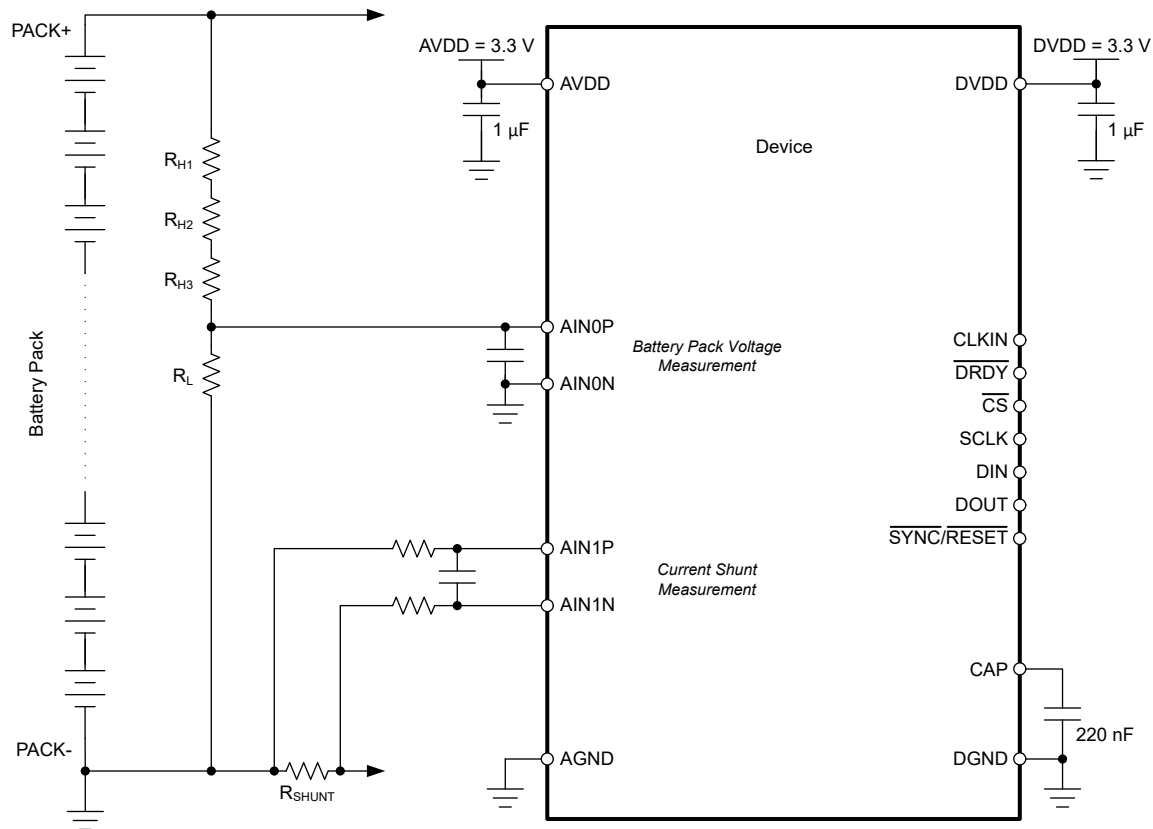 PACK+
AVDD = 3.3 V
DVDD = 3.3 V
AVDD
DVDD
1 µF
1 µF
Device
R_H1
R_H2
R_H3
AIN0P
Battery Pack Voltage
Measurement
AIN0N
R_L
Battery Pack
CLKIN
DRDY
CS
SCLK
DIN
DOUT
SYNC/RESET
AIN1P
Current Shunt
Measurement
AIN1N
CAP
220 nF
PACK-
AGND
DGND
R_SHUNT